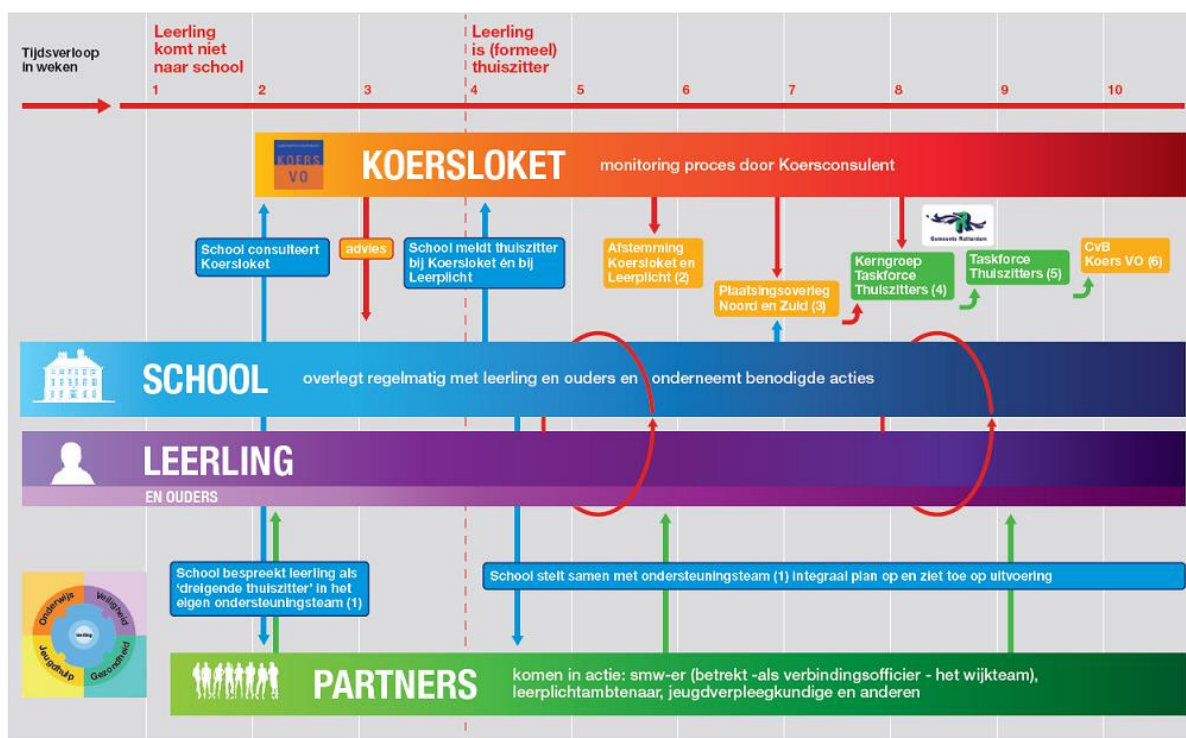 Tijdsverloop
in weken
Leerling
komt niet
naar school
Leerling
is (formeel)
thuiszitter
1
2
3
4
5
6
7
8
9
10
KOERS
VO
KOERSLOKET
monitoring proces door Koersconsulent
School consulteert
Koersloket
advies
School meldt thuiszitter
bij Koersloket én bij
Leerplicht
Afstemming
Koersloket en
Leerplicht (2)
Plaatsingsoverleg
Noord en Zuid (3)
Gemeente Rotterdam
Kerngroep
Taskforce
Thuiszitters (4)
Taskforce
Thuiszitters (5)
CvB
Koers VO (6)
SCHOOL
overlegt regelmatig met leerling en ouders en onderneemt benodigde acties
LEERLING
EN OUDERS
School bespreekt leerling als
'dreigende thuiszitter' in het
eigen ondersteuningsteam (1)
School stelt samen met ondersteuningsteam (1) integraal plan op en ziet toe op uitvoering
Onderwijs
Veiligheid
leerling
Jeugdhulp
Gezondheid
PARTNERS
komen in actie: smw-er (betrekt -als verbindingsofficier - het wijkteam),
leerplichtambtenaar, jeugdverpleegkundige en anderen